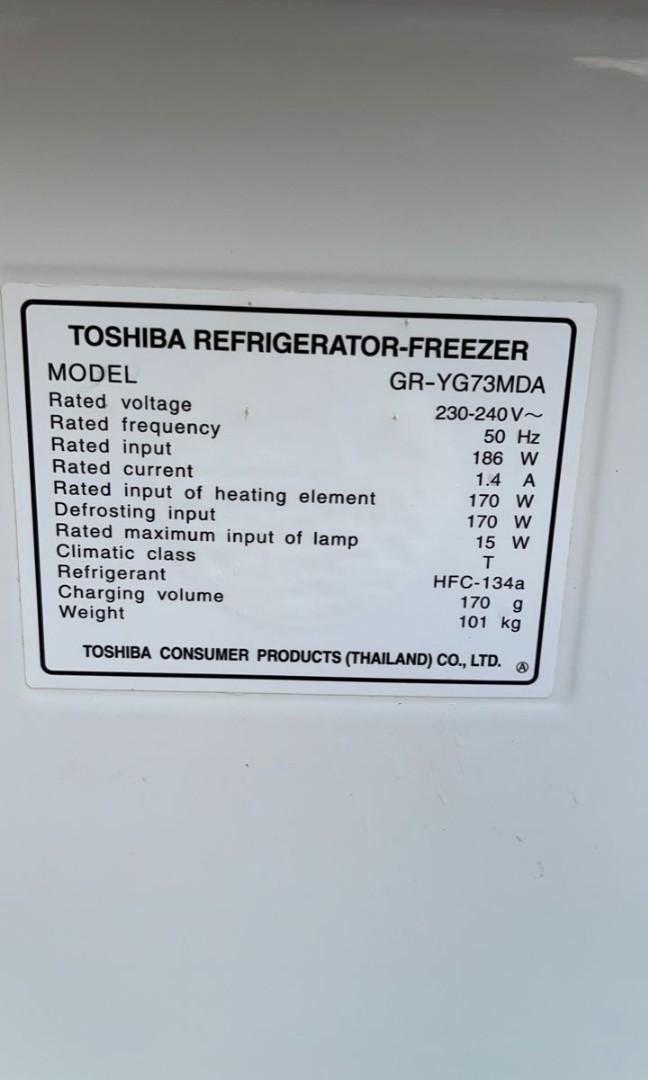 TOSHIBA REFRIGERATOR-FREEZER
MODEL GR-YG73MDA
Rated voltage 230-240 V~
Rated frequency 50 Hz
Rated input 186 W
Rated current 1.4 A
Rated input of heating element 170 W
Defrosting input 170 W
Rated maximum input of lamp 15 W
Climatic class T
Refrigerant HFC-134a
Charging volume 170 g
Weight 101 kg
TOSHIBA CONSUMER PRODUCTS (THAILAND) CO., LTD. Ⓐ